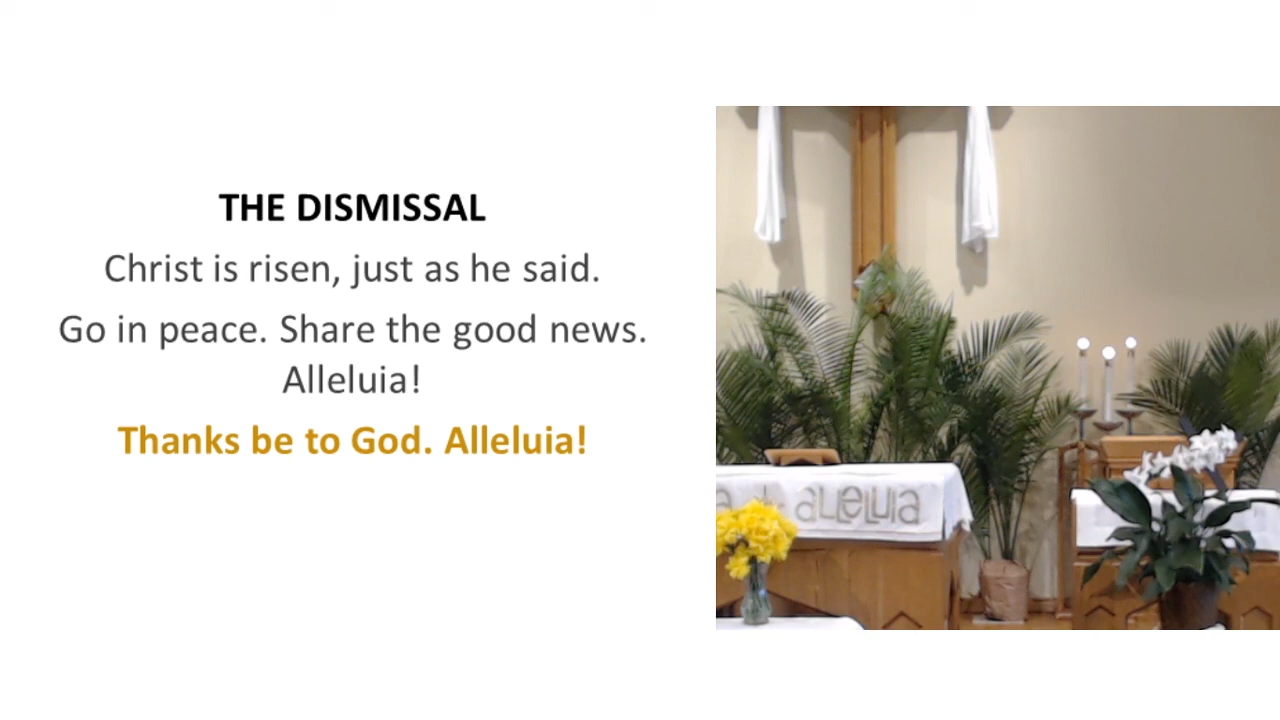 THE DISMISSAL
Christ is risen, just as he said.
Go in peace. Share the good news.
Alleluia!
Thanks be to God. Alleluia!
aLeLuia